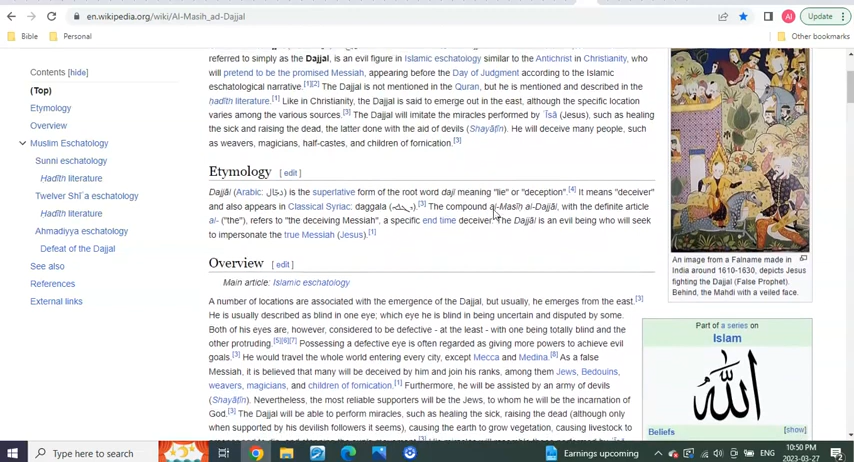 en.wikipedia.org/wiki/Al-Masih_ad-Dajjal
AI
Update
Bible
Personal
Other bookmarks
Contents [hide]
(Top)
Etymology
Overview
Muslim Eschatology
Sunni eschatology
Hadīth literature
Twelver Shīʿa eschatology
Hadīth literature
Ahmadiyya eschatology
Defeat of the Dajjal
See also
References
External links
referred to simply as the Dajjal, is an evil figure in Islamic eschatology similar to the Antichrist in Christianity, who
will pretend to be the promised Messiah, appearing before the Day of Judgment according to the Islamic
eschatological narrative.[1][2] The Dajjal is not mentioned in the Quran, but he is mentioned and described in the
ḥadīth literature.[1] Like in Christianity, the Dajjal is said to emerge out in the east, although the specific location
varies among the various sources.[3] The Dajjal will imitate the miracles performed by ʿĪsā (Jesus), such as healing
the sick and raising the dead, the latter done with the aid of devils (Shayāṭīn). He will deceive many people, such
as weavers, magicians, half-castes, and children of fornication.[3]
Etymology [ edit ]
Dajjāl (Arabic: دجّال) is the superlative form of the root word dajl meaning "lie" or "deception".[4] It means "deceiver"
and also appears in Classical Syriac: daggala .[3] The compound al-Masīḥ al-Dajjāl, with the definite article
al- ("the"), refers to "the deceiving Messiah", a specific end time deceiver. The Dajjāl is an evil being who will seek
to impersonate the true Messiah (Jesus).[1]
Overview [ edit ]
Main article: Islamic eschatology
A number of locations are associated with the emergence of the Dajjal, but usually, he emerges from the east.[3]
He is usually described as blind in one eye; which eye he is blind in being uncertain and disputed by some.
Both of his eyes are, however, considered to be defective - at the least - with one being totally blind and the
other protruding.[5][6][7] Possessing a defective eye is often regarded as giving more powers to achieve evil
goals.[3] He would travel the whole world entering every city, except Mecca and Medina.[8] As a false
Messiah, it is believed that many will be deceived by him and join his ranks, among them Jews, Bedouins,
weavers, magicians, and children of fornication.[1] Furthermore, he will be assisted by an army of devils
(Shayāṭīn). Nevertheless, the most reliable supporters will be the Jews, to whom he will be the incarnation of
God.[3] The Dajjal will be able to perform miracles, such as healing the sick, raising the dead (although only
when supported by his devilish followers it seems), causing the earth to grow vegetation, causing livestock to
An image from a Falname made in
India around 1610-1630, depicts Jesus
fighting the Dajjal (False Prophet).
Behind, the Mahdi with a veiled face.
Part of a series on
Islam
الله
Beliefs [show]
Type here to search
Earnings upcoming
ENG
10:50 PM
2023-03-27
2